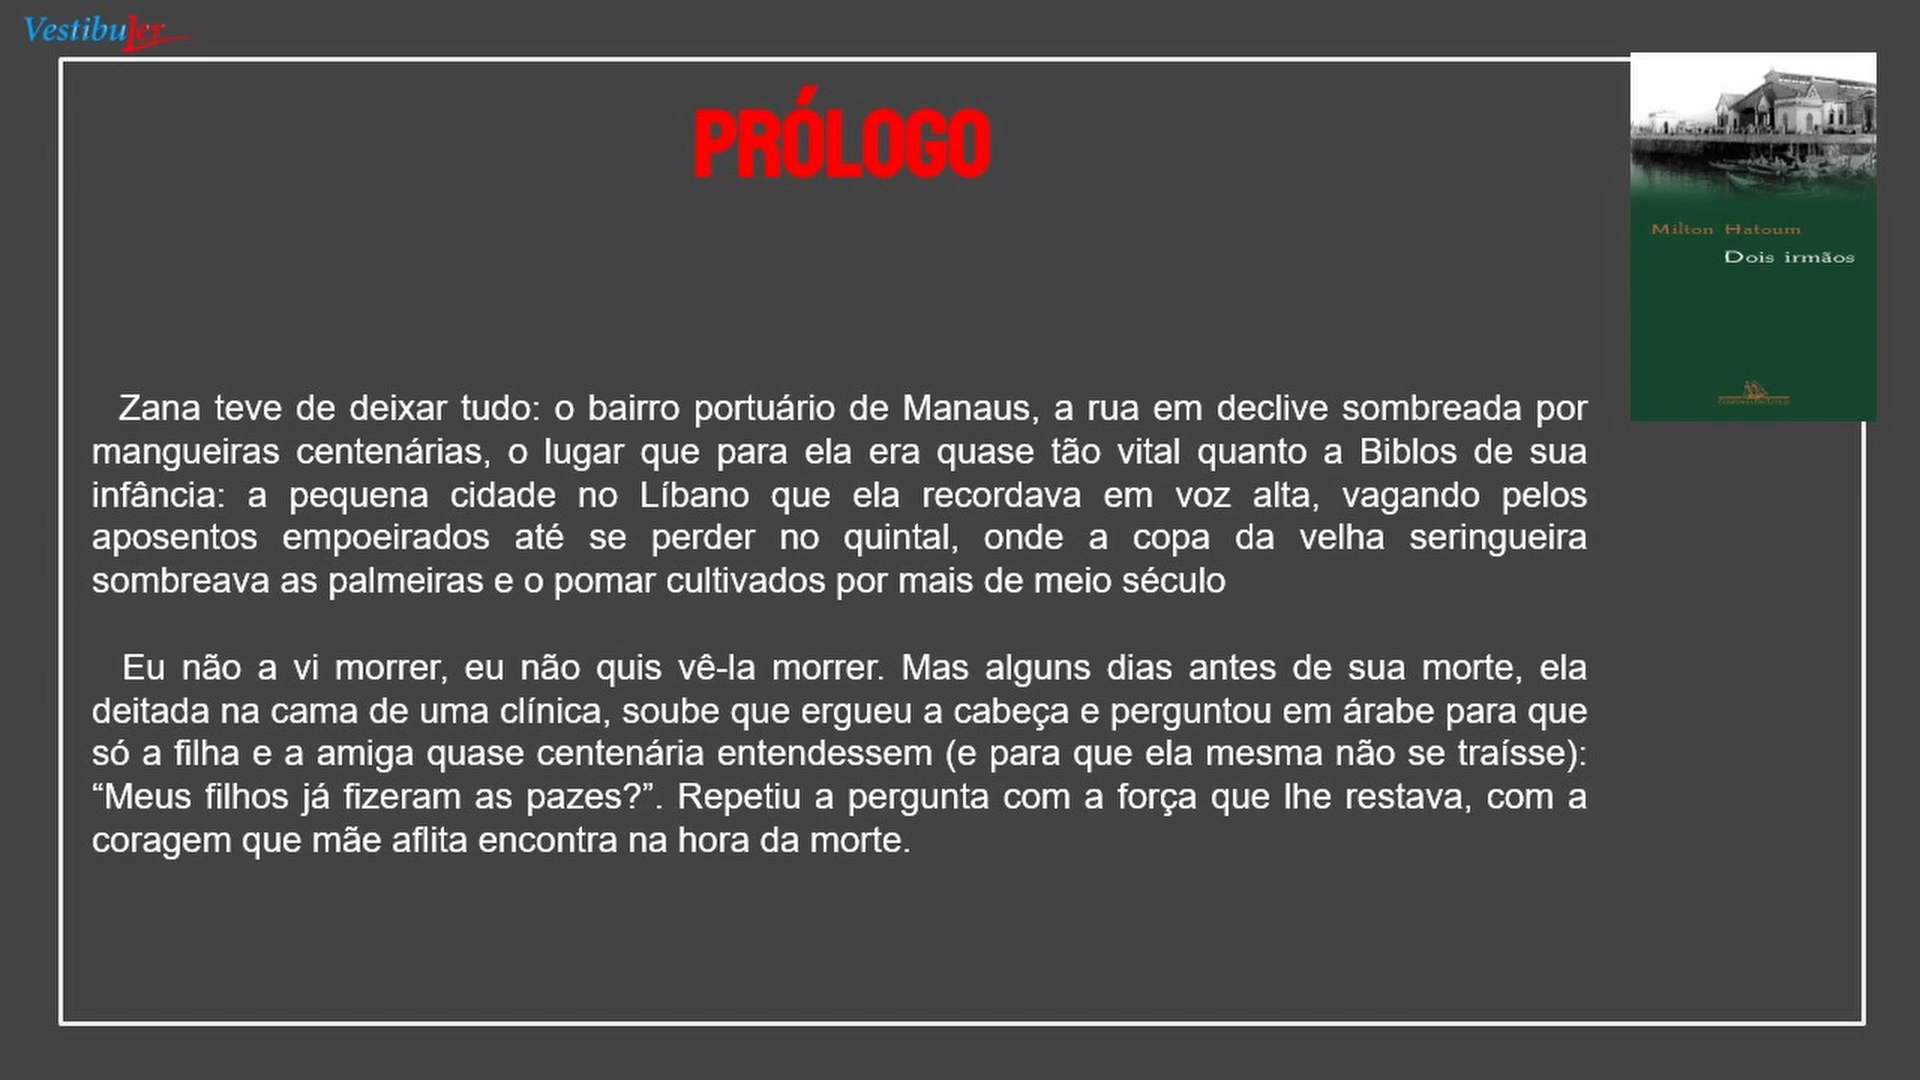 VestibuLer
PRÓLOGO
Milton Hatoum
Dois irmãos
Zana teve de deixar tudo: o bairro portuário de Manaus, a rua em declive sombreada por
mangueiras centenárias, o lugar que para ela era quase tão vital quanto a Biblos de sua
infância: a pequena cidade no Líbano que ela recordava em voz alta, vagando pelos
aposentos empoeirados até se perder no quintal, onde a copa da velha seringueira
sombreava as palmeiras e o pomar cultivados por mais de meio século
Eu não a vi morrer, eu não quis vê-la morrer. Mas alguns dias antes de sua morte, ela
deitada na cama de uma clínica, soube que ergueu a cabeça e perguntou em árabe para que
só a filha e a amiga quase centenária entendessem (e para que ela mesma não se traísse):
“Meus filhos já fizeram as pazes?”. Repetiu a pergunta com a força que lhe restava, com a
coragem que mãe aflita encontra na hora da morte.